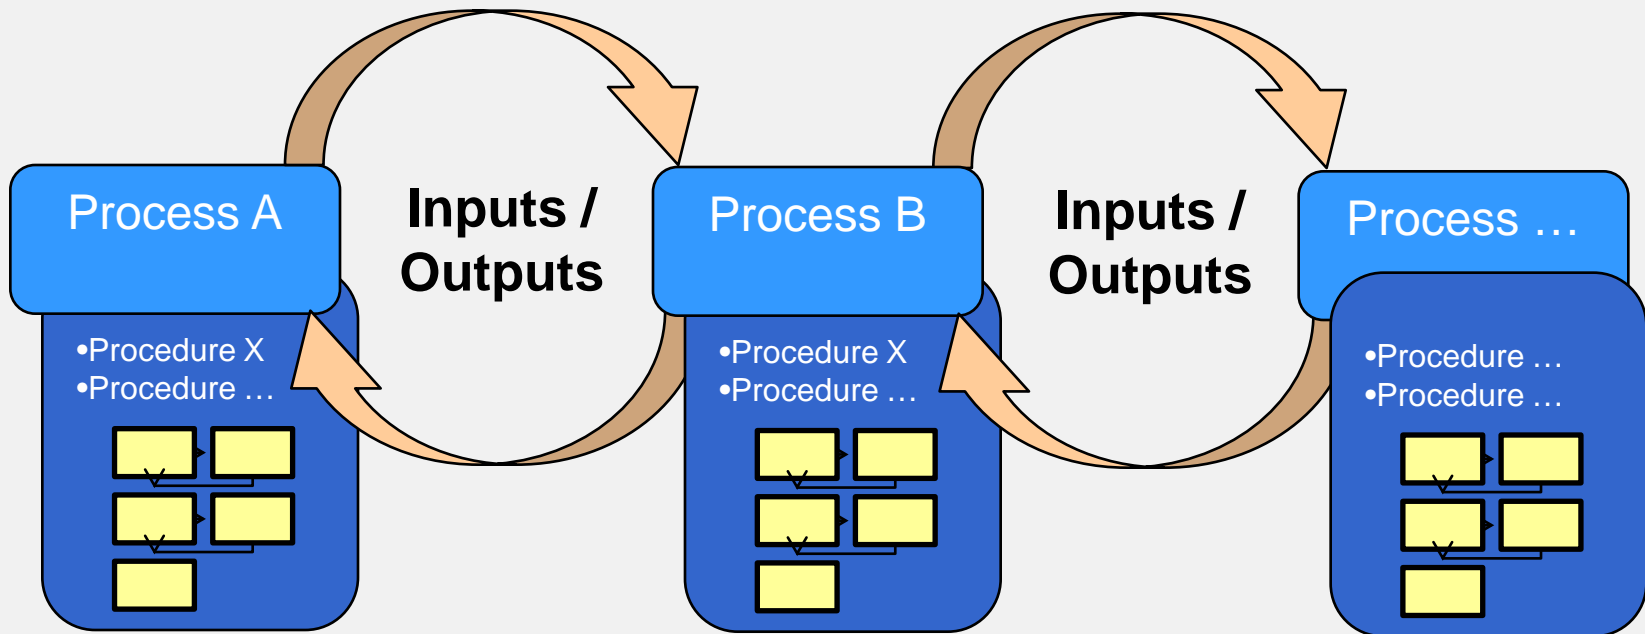 Process A
•Procedure X
•Procedure …
Inputs /
Outputs
Process B
•Procedure X
•Procedure …
Inputs /
Outputs
Process …
•Procedure …
•Procedure …